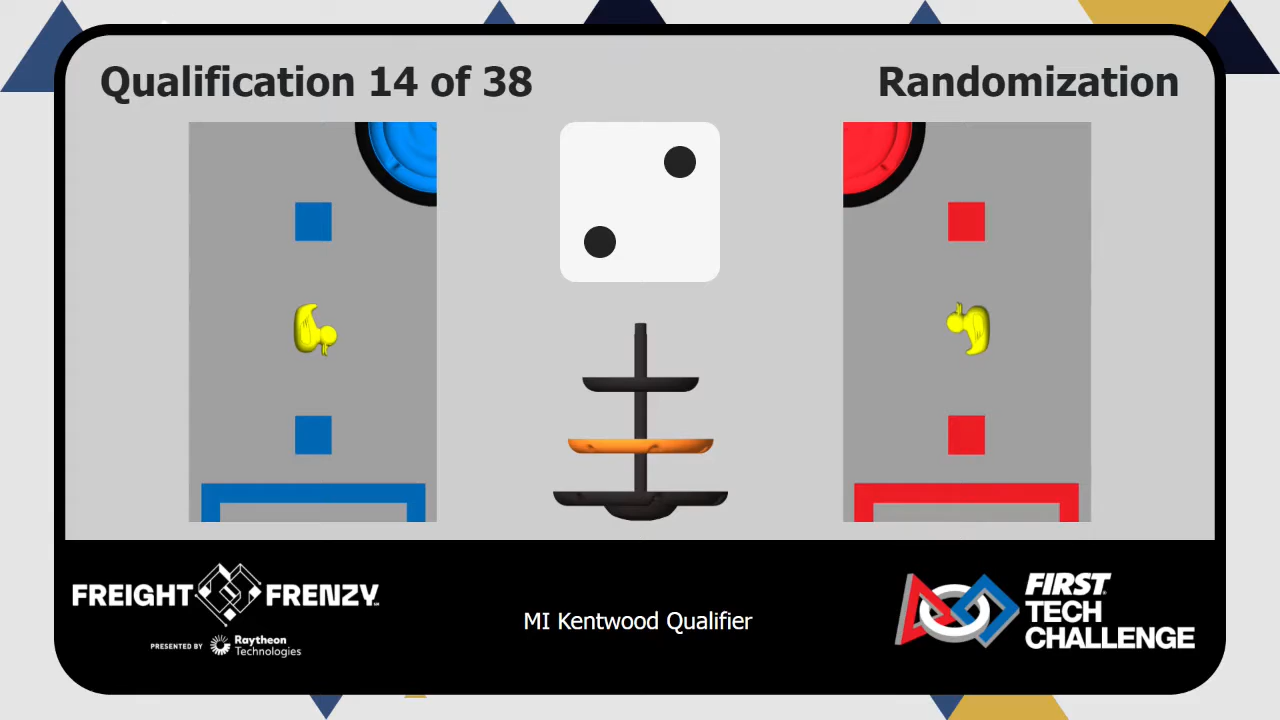 Qualification 14 of 38
Randomization
FREIGHT FRENZY
PRESENTED BY Raytheon Technologies
MI Kentwood Qualifier
FIRST
TECH
CHALLENGE